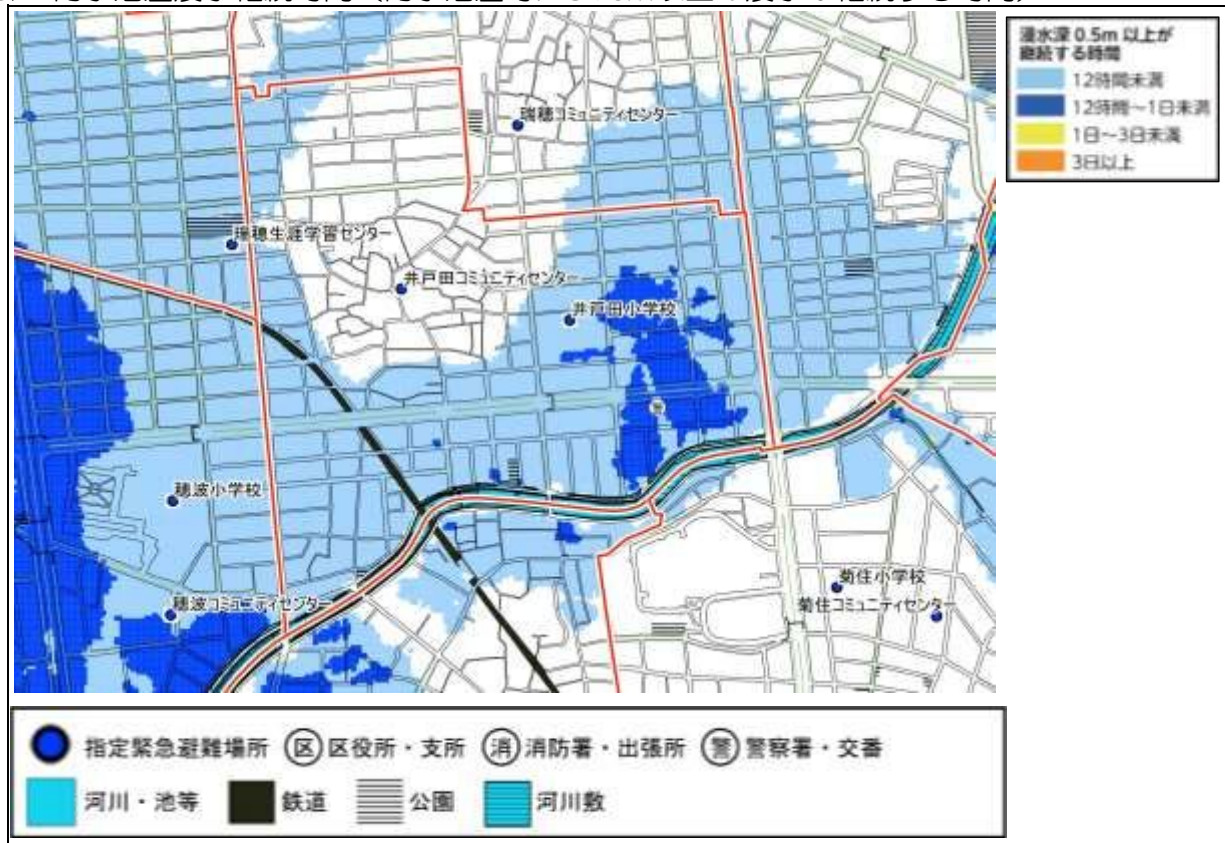 浸水深 0.5m 以上が
継続する時間
12時間未満
12時間～1日未満
1日～3日未満
3日以上
瑞穂コミュニティセンター
瑞穂生涯学習センター
井戸田コミュニティセンター
井戸田小学校
警
穂波小学校
菊住小学校
穂波コミュニティセンター
菊住コミュニティセンター
指定緊急避難場所 区 区役所・支所 消 消防署・出張所 警 警察署・交番
河川・池等 鉄道 公園 河川敷